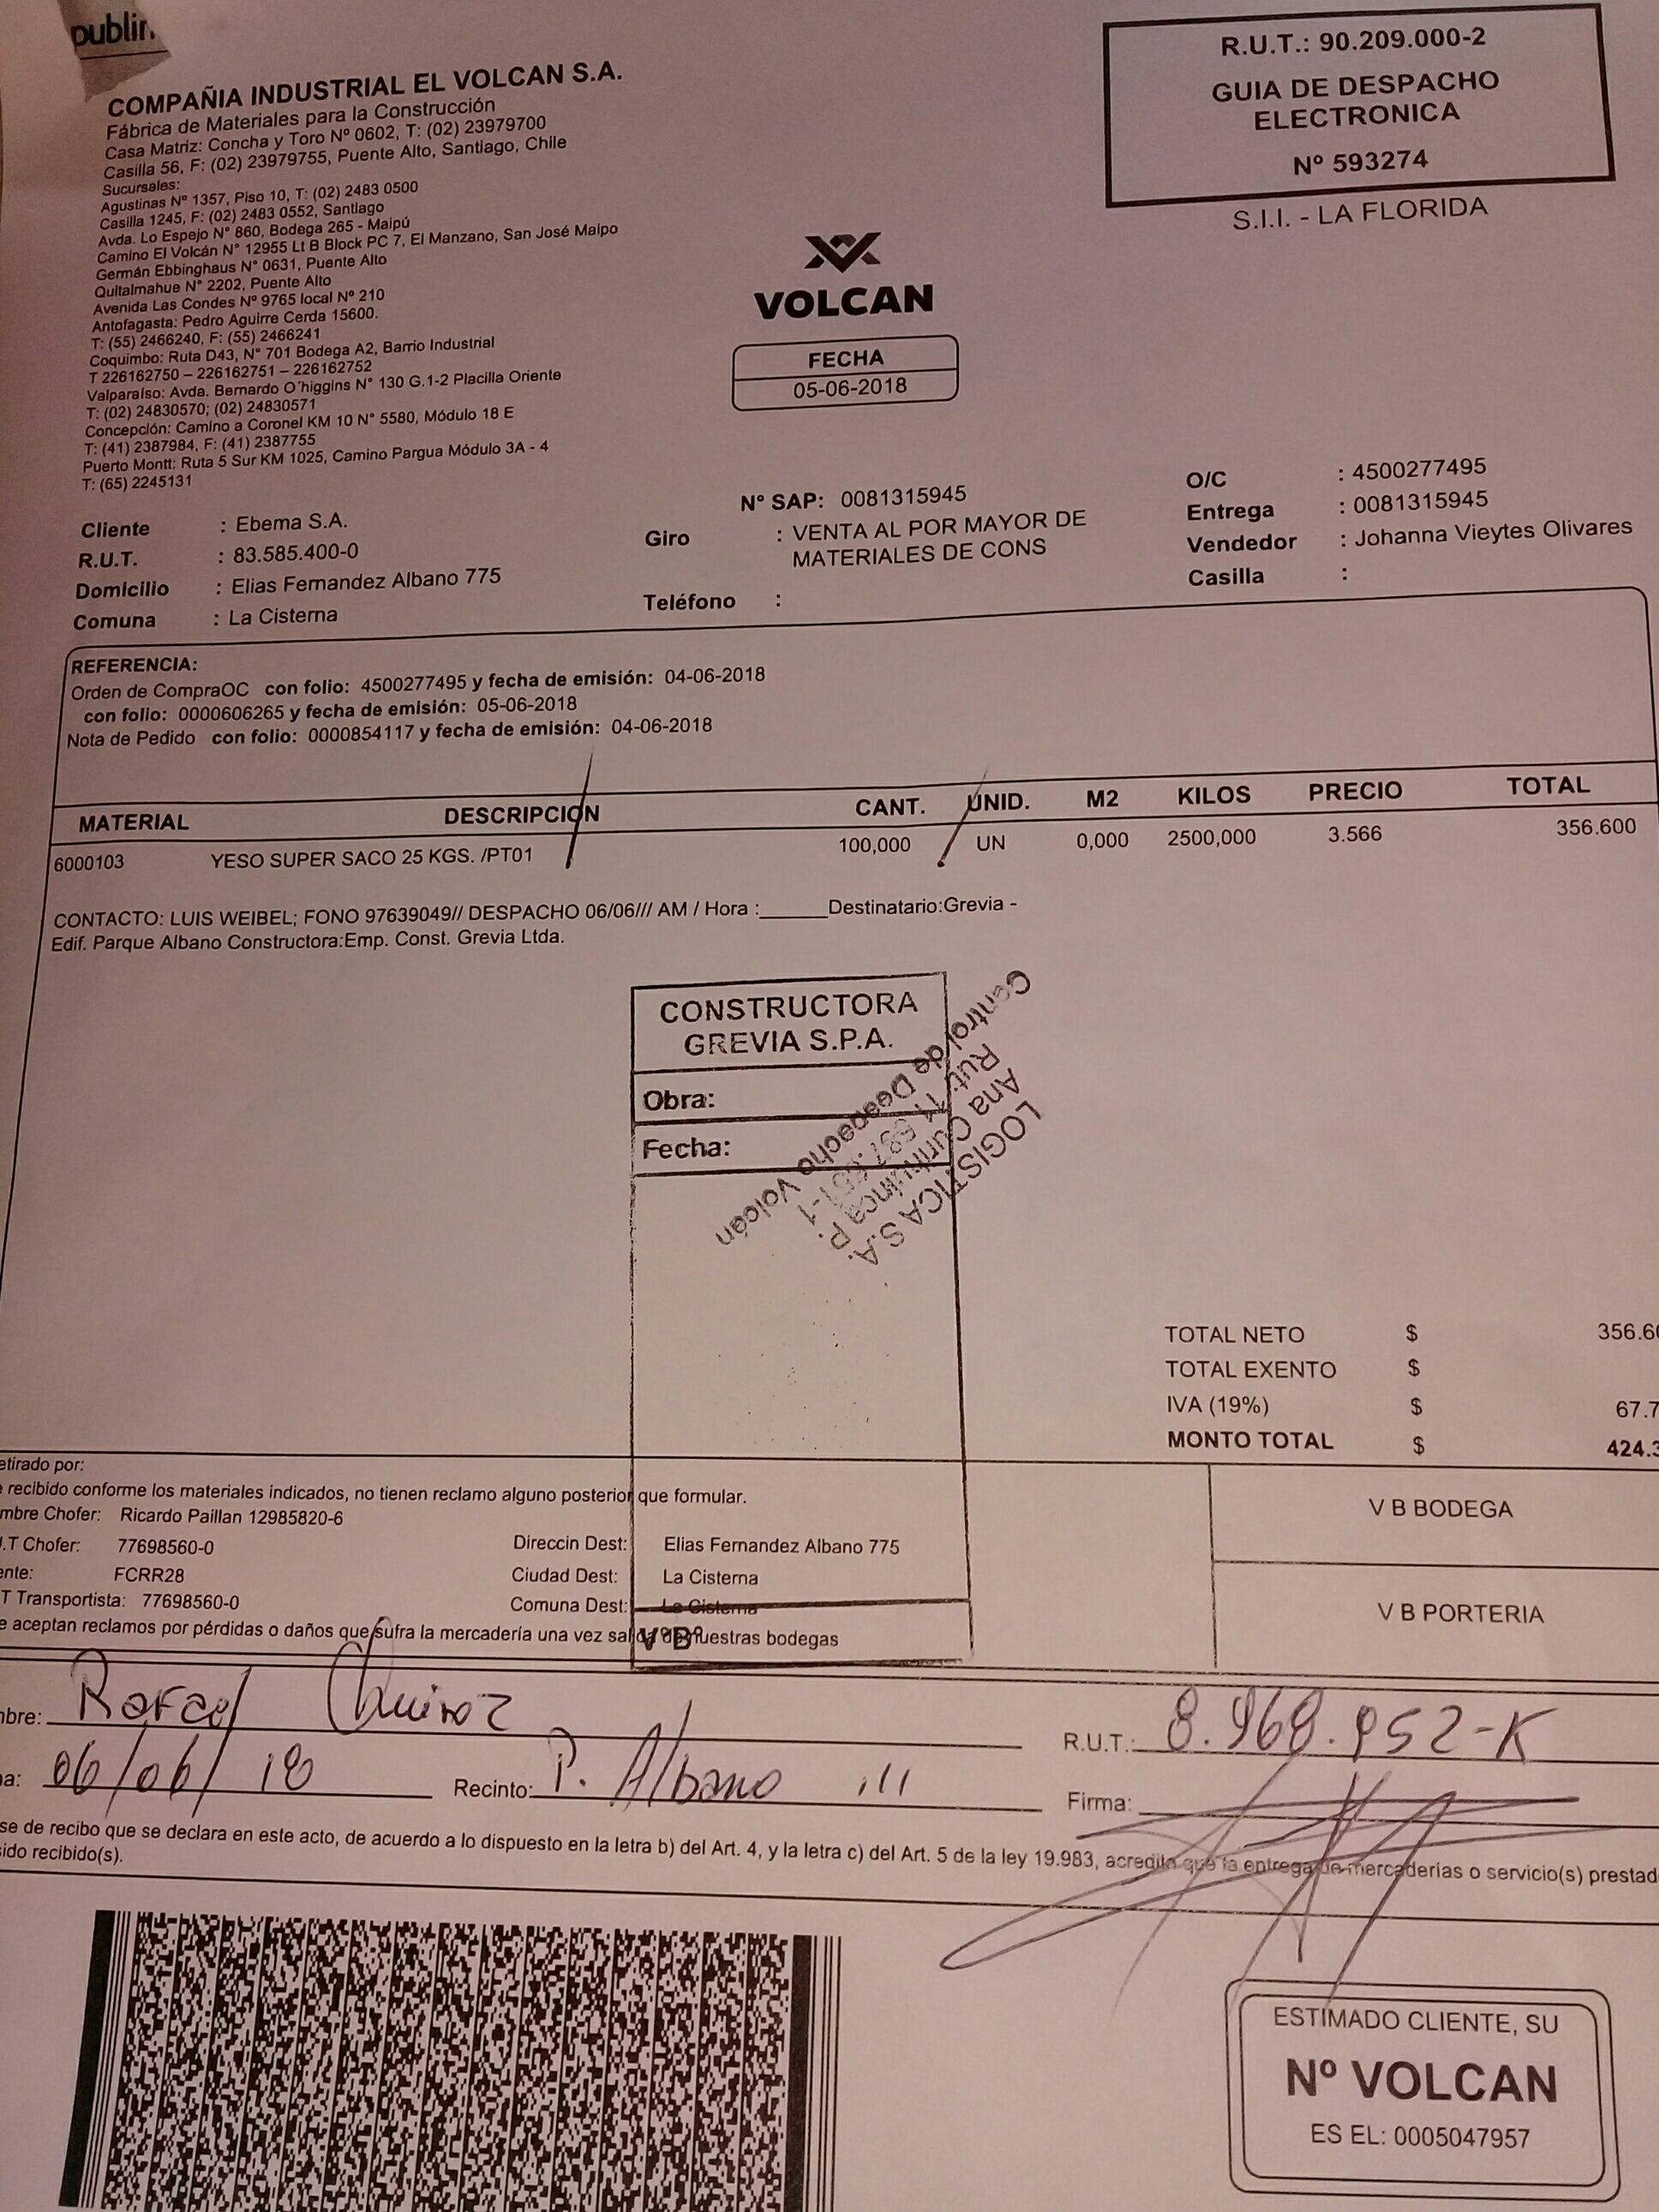 publin
R.U.T.: 90.209.000-2
GUIA DE DESPACHO
ELECTRONICA
Nº 593274
S.I.I. - LA FLORIDA
COMPAÑIA INDUSTRIAL EL VOLCAN S.A.
Fábrica de Materiales para la Construcción
Casa Matriz: Concha y Toro Nº 0602, T: (02) 23979700
Casilla 56, F: (02) 23979755, Puente Alto, Santiago, Chile
Sucursales:
Agustinas Nº 1357, Piso 10, T: (02) 2483 0500
Casilla 1245, F: (02) 2483 0552, Santiago
Avda. Lo Espejo N° 860, Bodega 265 - Maipú
Camino El Volcán N° 12955 Lt B Block PC 7, El Manzano, San José Maipo
Germán Ebbinghaus N° 0631, Puente Alto
Quitalmahue N° 2202, Puente Alto
Avenida Las Condes Nº 9765 local Nº 210
Antofagasta: Pedro Aguirre Cerda 15600.
T: (55) 2466240, F: (55) 2466241
Coquimbo: Ruta D43, N° 701 Bodega A2, Barrio Industrial
T 226162750 – 226162751 – 226162752
Valparaiso: Avda. Bernardo O´higgins N° 130 G.1-2 Placilla Oriente
T: (02) 24830570; (02) 24830571
Concepción: Camino a Coronel KM 10 N° 5580, Módulo 18 E
T: (41) 2387984, F: (41) 2387755
Puerto Montt: Ruta 5 Sur KM 1025, Camino Pargua Módulo 3A - 4
T: (65) 2245131
VOLCAN
FECHA
05-06-2018
Cliente : Ebema S.A.
R.U.T. : 83.585.400-0
Domicilio : Elias Fernandez Albano 775
Comuna : La Cisterna
N° SAP: 0081315945
Giro : VENTA AL POR MAYOR DE
MATERIALES DE CONS
Teléfono :
O/C : 4500277495
Entrega : 0081315945
Vendedor : Johanna Vieytes Olivares
Casilla :
REFERENCIA:
Orden de CompraOC con folio: 4500277495 y fecha de emisión: 04-06-2018
con folio: 0000606265 y fecha de emisión: 05-06-2018
Nota de Pedido con folio: 0000854117 y fecha de emisión: 04-06-2018
MATERIAL DESCRIPCION CANT. UNID. M2 KILOS PRECIO TOTAL
6000103 YESO SUPER SACO 25 KGS. /PT01 100,000 UN 0,000 2500,000 3.566 356.600
CONTACTO: LUIS WEIBEL; FONO 97639049// DESPACHO 06/06/// AM / Hora :______Destinatario:Grevia -
Edif. Parque Albano Constructora:Emp. Const. Grevia Ltda.
CONSTRUCTORA
GREVIA S.P.A.
Obra:
Fecha:
LOGISTICA S.A.
Ana Curihuinca P.
Rut:
Control de Despacho Volcán
TOTAL NETO $ 356.60
TOTAL EXENTO $
IVA (19%) $ 67.7
MONTO TOTAL $ 424.3
etirado por:
e recibido conforme los materiales indicados, no tienen reclamo alguno posterior que formular.
mbre Chofer: Ricardo Paillan 12985820-6
.T Chofer: 77698560-0
ente: FCRR28
T Transportista: 77698560-0
Direccin Dest: Elias Fernandez Albano 775
Ciudad Dest: La Cisterna
Comuna Dest: La Cisterna
e aceptan reclamos por pérdidas o daños que sufra la mercadería una vez salida de nuestras bodegas
VºBº
V B BODEGA
V B PORTERIA
nbre: Rafael Quiroz
R.U.T.: 8.968.952-K
a: 06/06/18
Recinto: P. Albano III
Firma:
se de recibo que se declara en este acto, de acuerdo a lo dispuesto en la letra b) del Art. 4, y la letra c) del Art. 5 de la ley 19.983, acredita que la entrega de mercaderías o servicio(s) prestad
ido recibido(s).
ESTIMADO CLIENTE, SU
Nº VOLCAN
ES EL: 0005047957